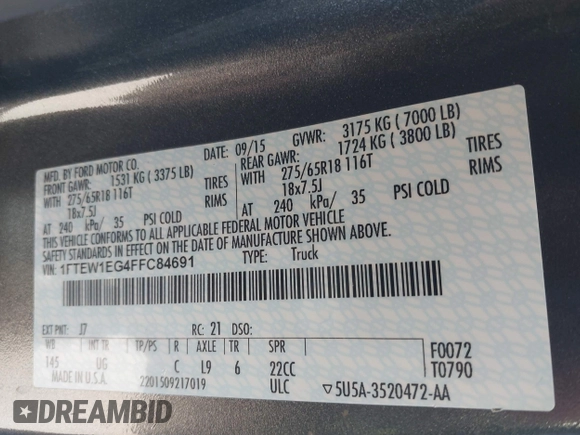 MFD. BY FORD MOTOR CO.
DATE: 09/15 GVWR: 3175 KG ( 7000 LB)
FRONT GAWR: 1531 KG ( 3375 LB) REAR GAWR: 1724 KG ( 3800 LB)
WITH 275/65R18 116T TIRES WITH 275/65R18 116T TIRES
18x7.5J RIMS 18x7.5J RIMS
AT 240 kPa/ 35 PSI COLD AT 240 kPa/ 35 PSI COLD
THIS VEHICLE CONFORMS TO ALL APPLICABLE FEDERAL MOTOR VEHICLE
SAFETY STANDARDS IN EFFECT ON THE DATE OF MANUFACTURE SHOWN ABOVE.
VIN: 1FTEW1EG4FFC84691 TYPE: Truck
EXT PNT: J7 RC: 21 DSO:
WB INT TR TP/PS R AXLE TR SPR F0072
145 UG C L9 6 22CC T0790
MADE IN U.S.A. 2201509217019 ULC ▽5U5A-3520472-AA
DREAMBID